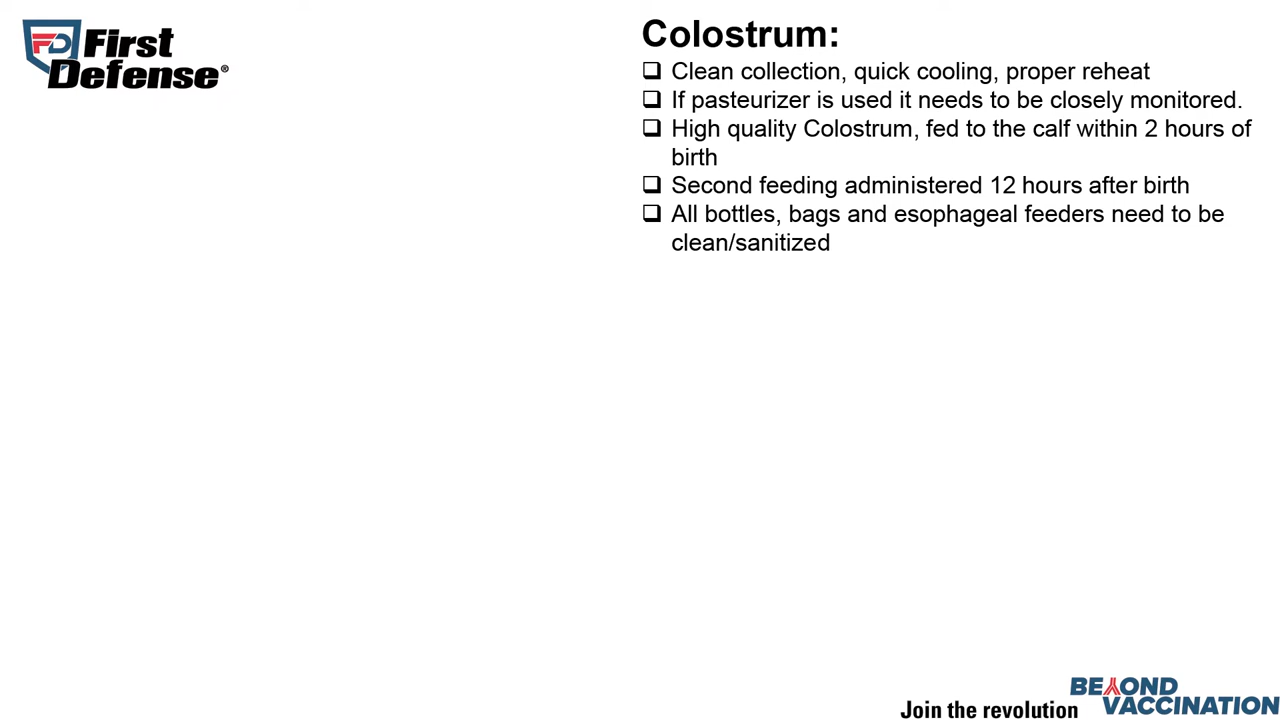 FD First
Defense®
Colostrum:
❑ Clean collection, quick cooling, proper reheat
❑ If pasteurizer is used it needs to be closely monitored.
❑ High quality Colostrum, fed to the calf within 2 hours of
birth
❑ Second feeding administered 12 hours after birth
❑ All bottles, bags and esophageal feeders need to be
clean/sanitized
Join the revolution
BEYOND
VACCINATION